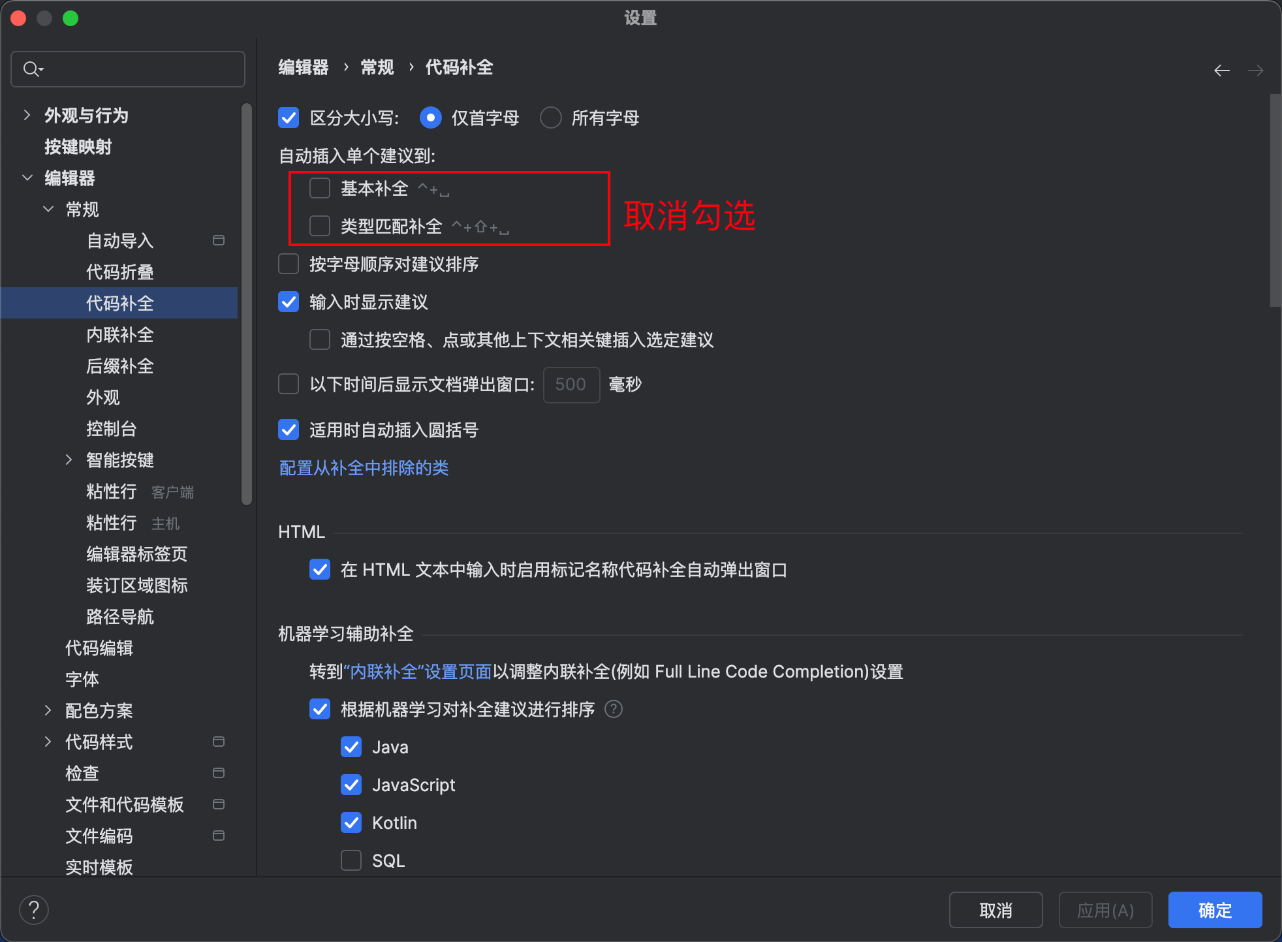 设置
编辑器 › 常规 › 代码补全
外观与行为
按键映射
编辑器
常规
自动导入
代码折叠
代码补全
内联补全
后缀补全
外观
控制台
智能按键
粘性行 客户端
粘性行 主机
编辑器标签页
装订区域图标
路径导航
代码编辑
字体
配色方案
代码样式
检查
文件和代码模板
文件编码
实时模板
区分大小写: 仅首字母 所有字母
自动插入单个建议到:
基本补全 ^+␣
类型匹配补全 ^+⇧+␣
取消勾选
按字母顺序对建议排序
输入时显示建议
通过按空格、点或其他上下文相关键插入选定建议
以下时间后显示文档弹出窗口: 500 毫秒
适用时自动插入圆括号
配置从补全中排除的类
HTML
在 HTML 文本中输入时启用标记名称代码补全自动弹出窗口
机器学习辅助补全
转到“内联补全”设置页面以调整内联补全(例如 Full Line Code Completion)设置
根据机器学习对补全建议进行排序 ?
Java
JavaScript
Kotlin
SQL
? 取消 应用(A) 确定